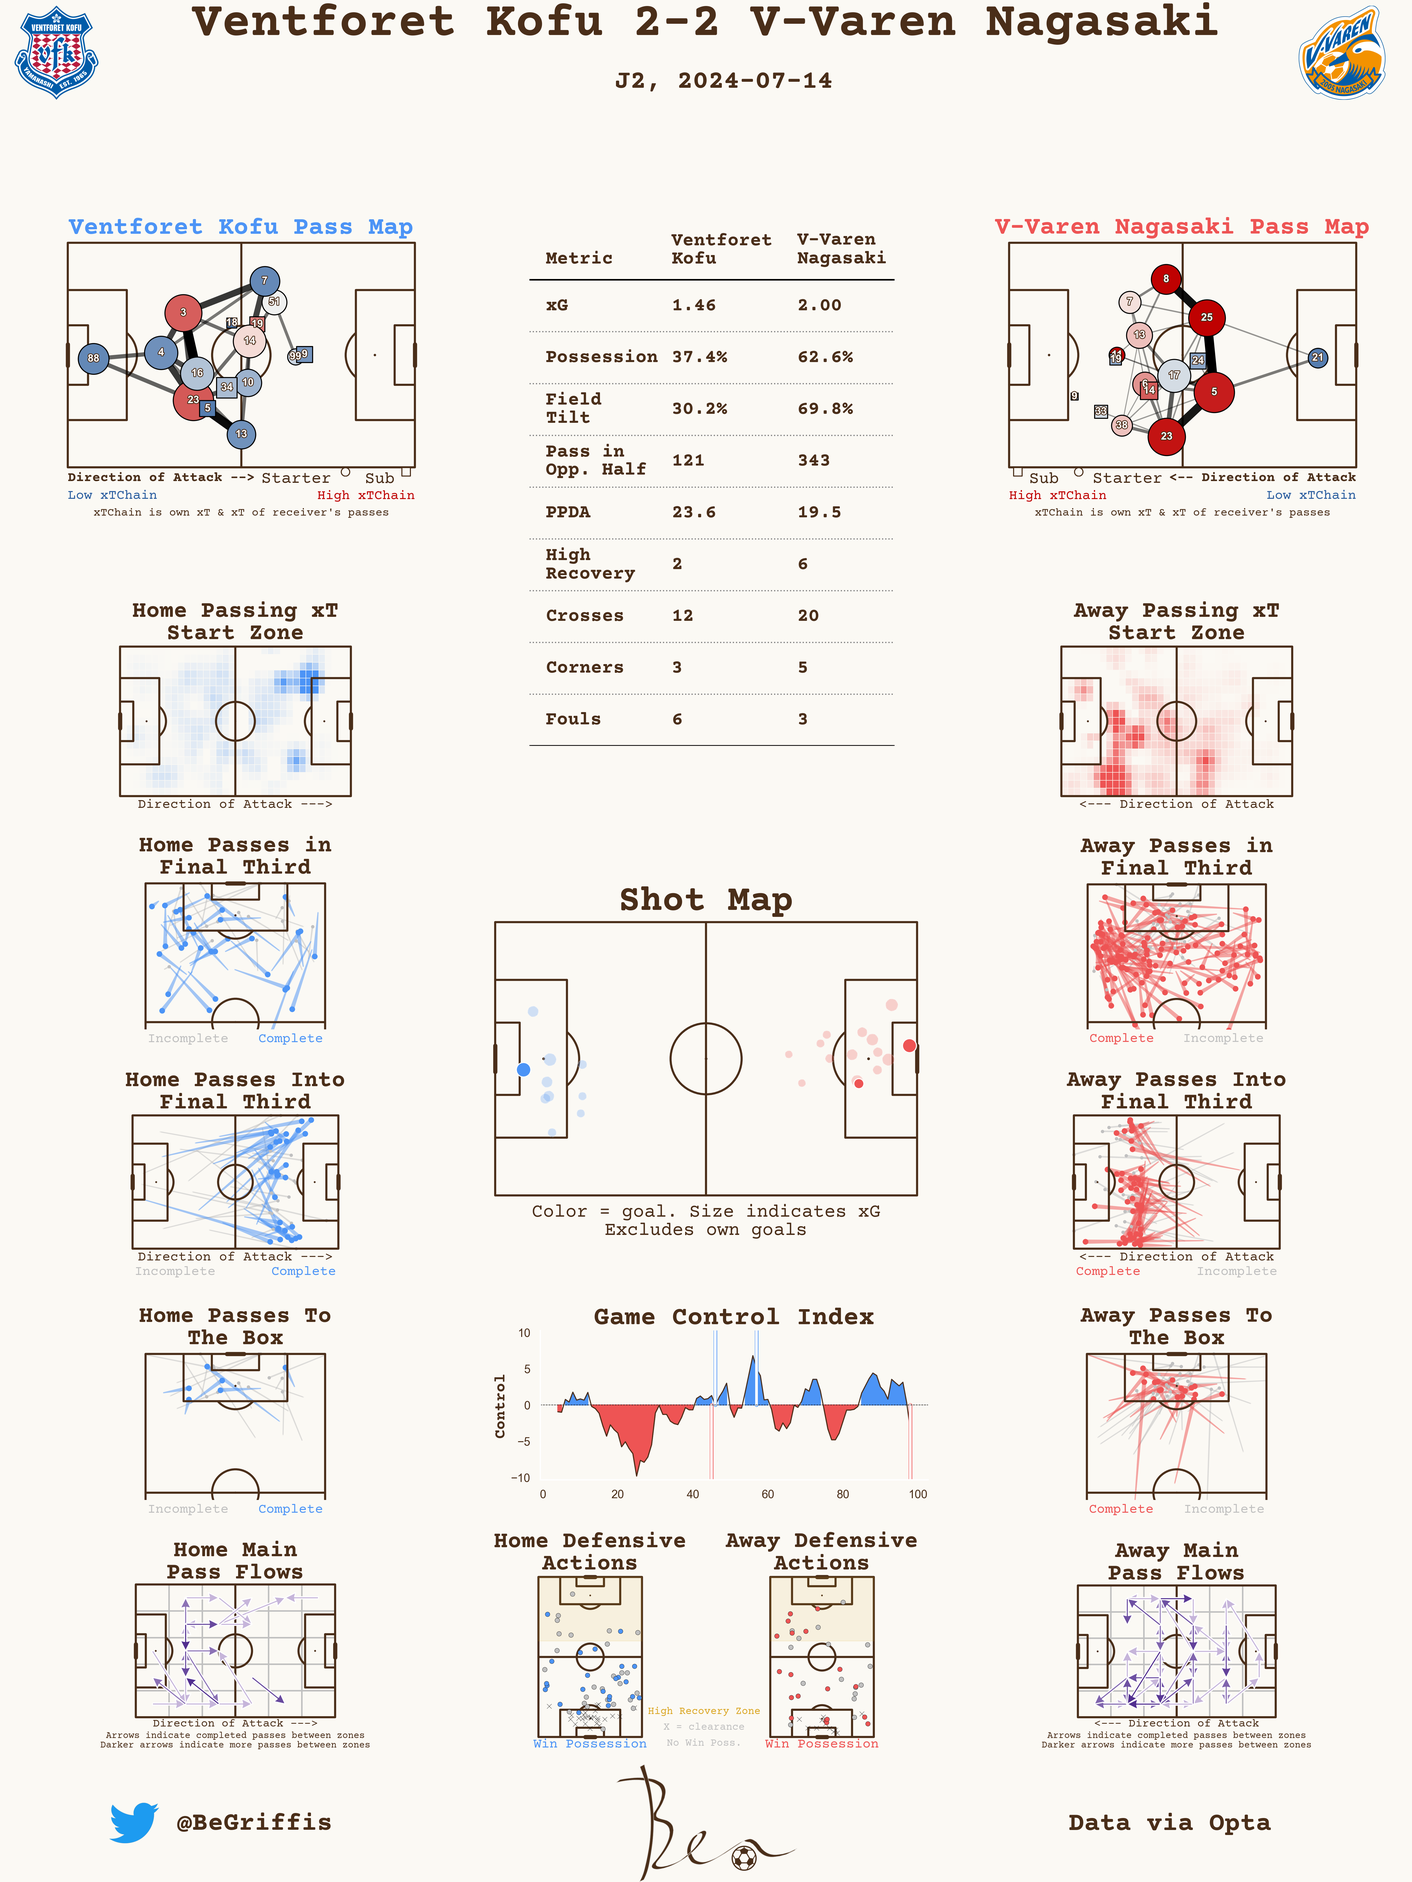 Ventforet Kofu 2-2 V-Varen Nagasaki
J2, 2024-07-14
VENTFORET KOFU
vfk
YAMANASHI EST. 1965
V-VAREN
2005 NAGASAKI
Ventforet Kofu Pass Map
7
51
3
18
19
14
4
88
99
9
16
34
10
23
5
13
Direction of Attack --> Starter Sub
Low xTChain High xTChain
xTChain is own xT & xT of receiver's passes
Metric Ventforet Kofu V-Varen Nagasaki
xG 1.46 2.00
Possession 37.4% 62.6%
Field Tilt 30.2% 69.8%
Pass in Opp. Half 121 343
PPDA 23.6 19.5
High Recovery 2 6
Crosses 12 20
Corners 3 5
Fouls 6 3
V-Varen Nagasaki Pass Map
8
7
25
13
19
24
21
17
6
14
5
9
33
38
23
Sub Starter <-- Direction of Attack
High xTChain Low xTChain
xTChain is own xT & xT of receiver's passes
Home Passing xT
Start Zone
Direction of Attack --->
Away Passing xT
Start Zone
<--- Direction of Attack
Home Passes in
Final Third
Incomplete Complete
Away Passes in
Final Third
Complete Incomplete
Shot Map
Color = goal. Size indicates xG
Excludes own goals
Home Passes Into
Final Third
Direction of Attack --->
Incomplete Complete
Away Passes Into
Final Third
<--- Direction of Attack
Complete Incomplete
Home Passes To
The Box
Incomplete Complete
Game Control Index
Control
10
5
0
−5
−10
0 20 40 60 80 100
Away Passes To
The Box
Complete Incomplete
Home Main
Pass Flows
Direction of Attack --->
Arrows indicate completed passes between zones
Darker arrows indicate more passes between zones
Home Defensive
Actions
Win Possession
Away Defensive
Actions
Win Possession
High Recovery Zone
X = clearance
No Win Poss.
Away Main
Pass Flows
<--- Direction of Attack
Arrows indicate completed passes between zones
Darker arrows indicate more passes between zones
@BeGriffis
Ben
Data via Opta